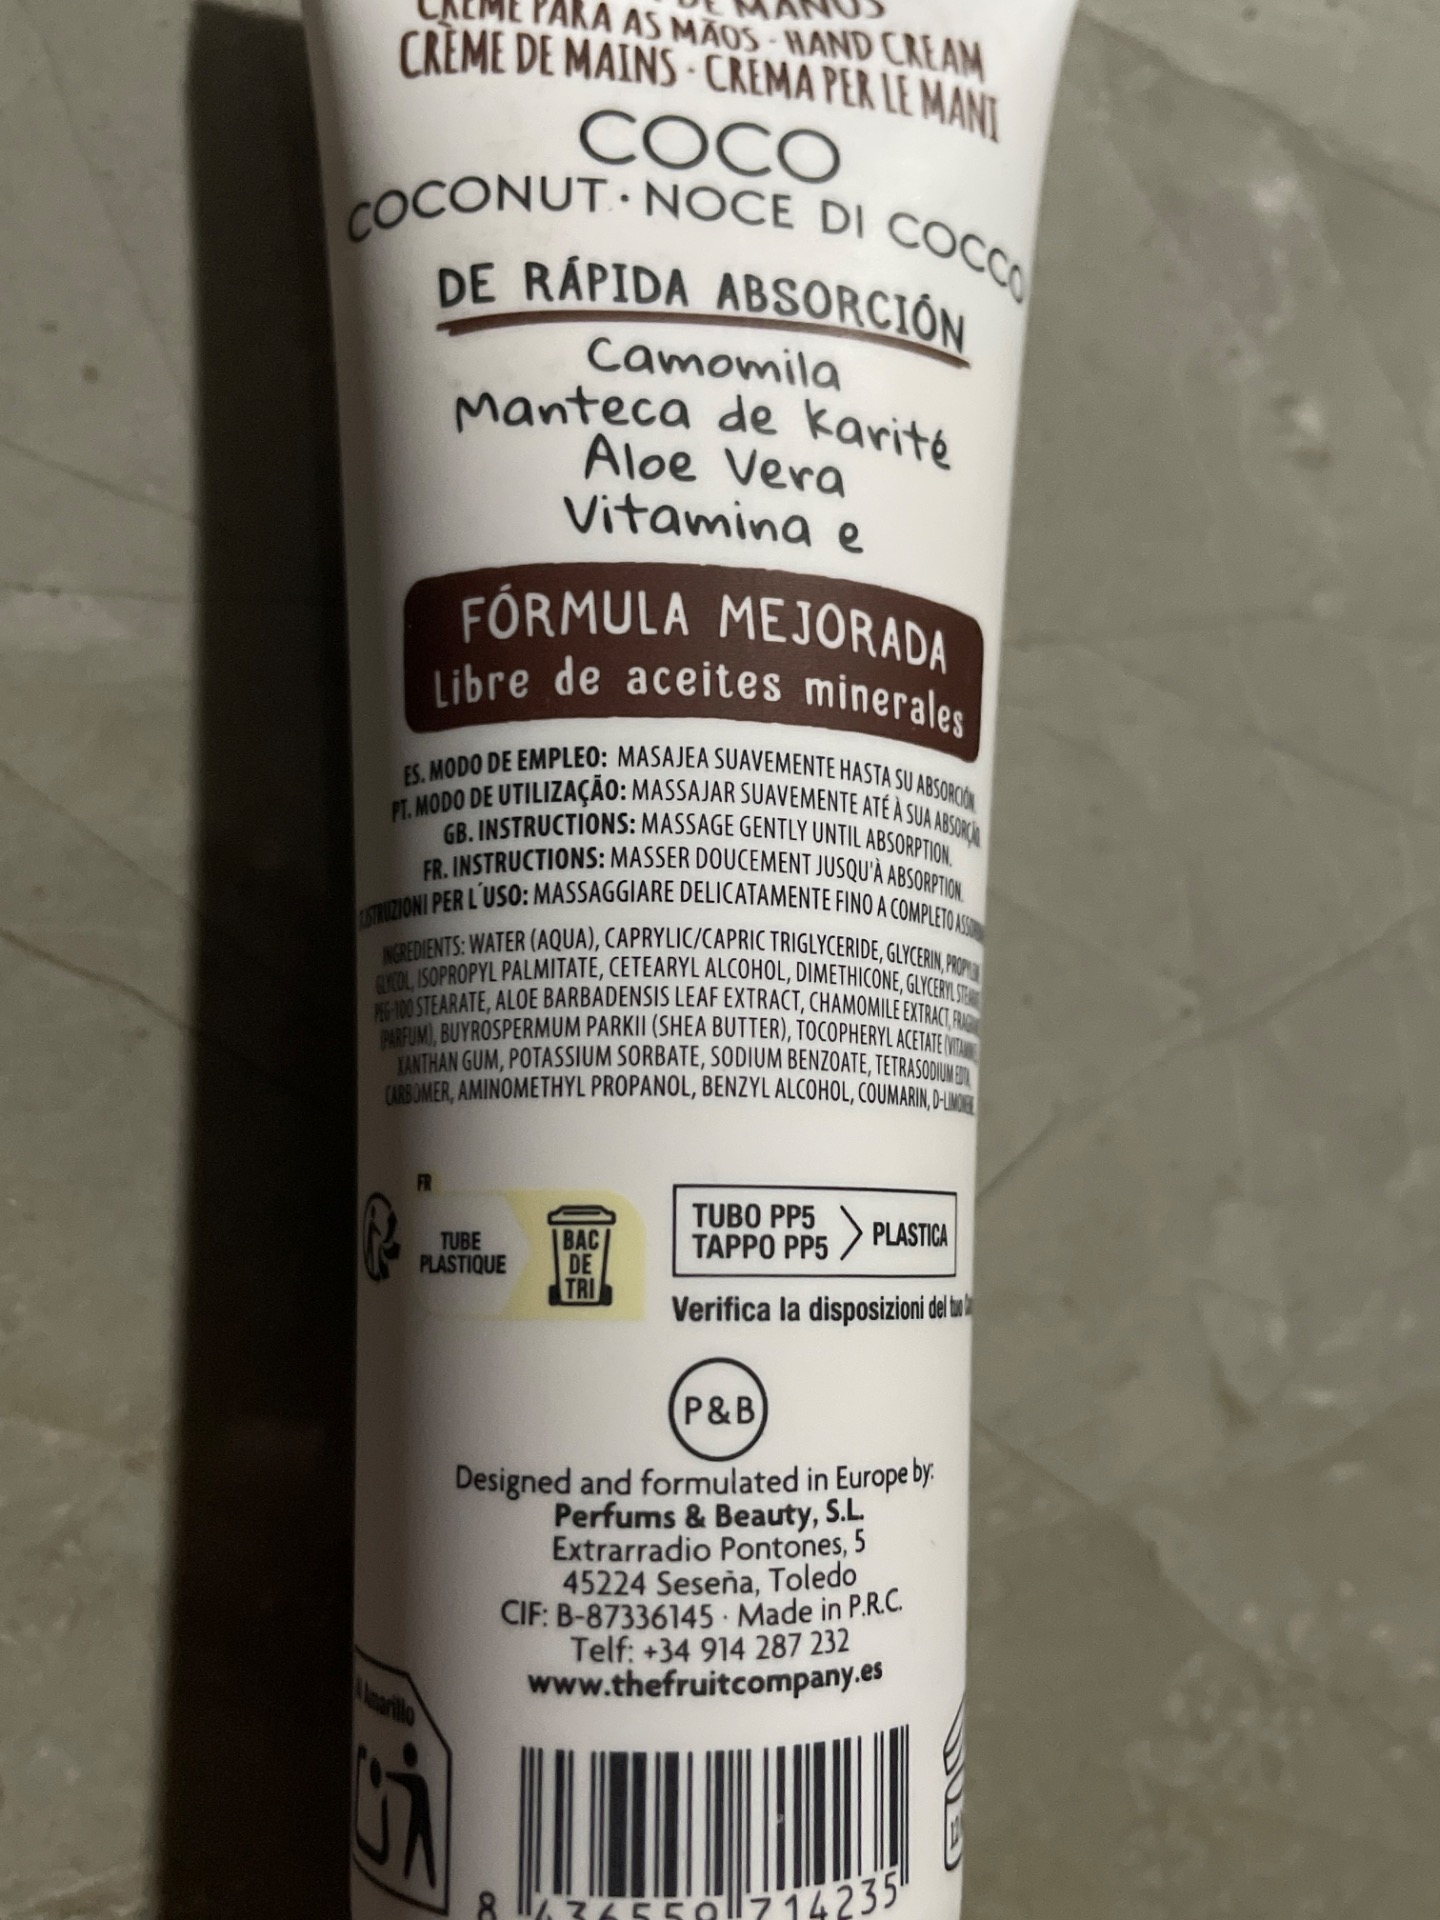 DE MANOS
CREME PARA AS MÃOS · HAND CREAM
CRÈME DE MAINS · CREMA PER LE MANI
COCO
COCONUT · NOCE DI COCCO
DE RÁPIDA ABSORCIÓN
Camomila
Manteca de Karité
Aloe Vera
Vitamina e
FÓRMULA MEJORADA
Libre de aceites minerales
ES. MODO DE EMPLEO: MASAJEA SUAVEMENTE HASTA SU ABSORCIÓN.
PT. MODO DE UTILIZAÇÃO: MASSAJAR SUAVEMENTE ATÉ À SUA ABSORÇÃO
GB. INSTRUCTIONS: MASSAGE GENTLY UNTIL ABSORPTION.
FR. INSTRUCTIONS: MASSER DOUCEMENT JUSQU'À ABSORPTION.
ISTRUZIONI PER L´USO: MASSAGGIARE DELICATAMENTE FINO A COMPLETO
INGREDIENTS: WATER (AQUA), CAPRYLIC/CAPRIC TRIGLYCERIDE, GLYCERIN,
GLYCOL, ISOPROPYL PALMITATE, CETEARYL ALCOHOL, DIMETHICONE, GLYCERYL
PEG-100 STEARATE, ALOE BARBADENSIS LEAF EXTRACT, CHAMOMILE EXTRACT,
(PARFUM), BUYROSPERMUM PARKII (SHEA BUTTER), TOCOPHERYL ACETATE
XANTHAN GUM, POTASSIUM SORBATE, SODIUM BENZOATE, TETRASODIUM EDTA,
CARBOMER, AMINOMETHYL PROPANOL, BENZYL ALCOHOL, COUMARIN, D-LIMONENE.
FR
TUBE
PLASTIQUE
BAC
DE
TRI
TUBO PP5
TAPPO PP5
PLASTICA
Verifica la disposizioni del tuo
P&B
Designed and formulated in Europe by:
Perfums & Beauty, S.L.
Extrarradio Pontones, 5
45224 Seseña, Toledo
CIF: B-87336145 · Made in P.R.C.
Telf: +34 914 287 232
www.thefruitcompany.es
Al Amarillo
8 436559 714235